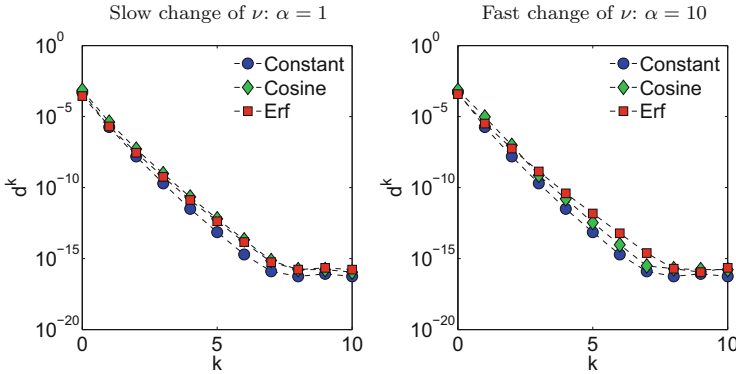 Slow change of ν: α = 1
10^0
10^−5
10^−10
10^−15
10^−20
d^k
0
5
10
k
Constant
Cosine
Erf
Fast change of ν: α = 10
10^0
10^−5
10^−10
10^−15
10^−20
d^k
0
5
10
k
Constant
Cosine
Erf